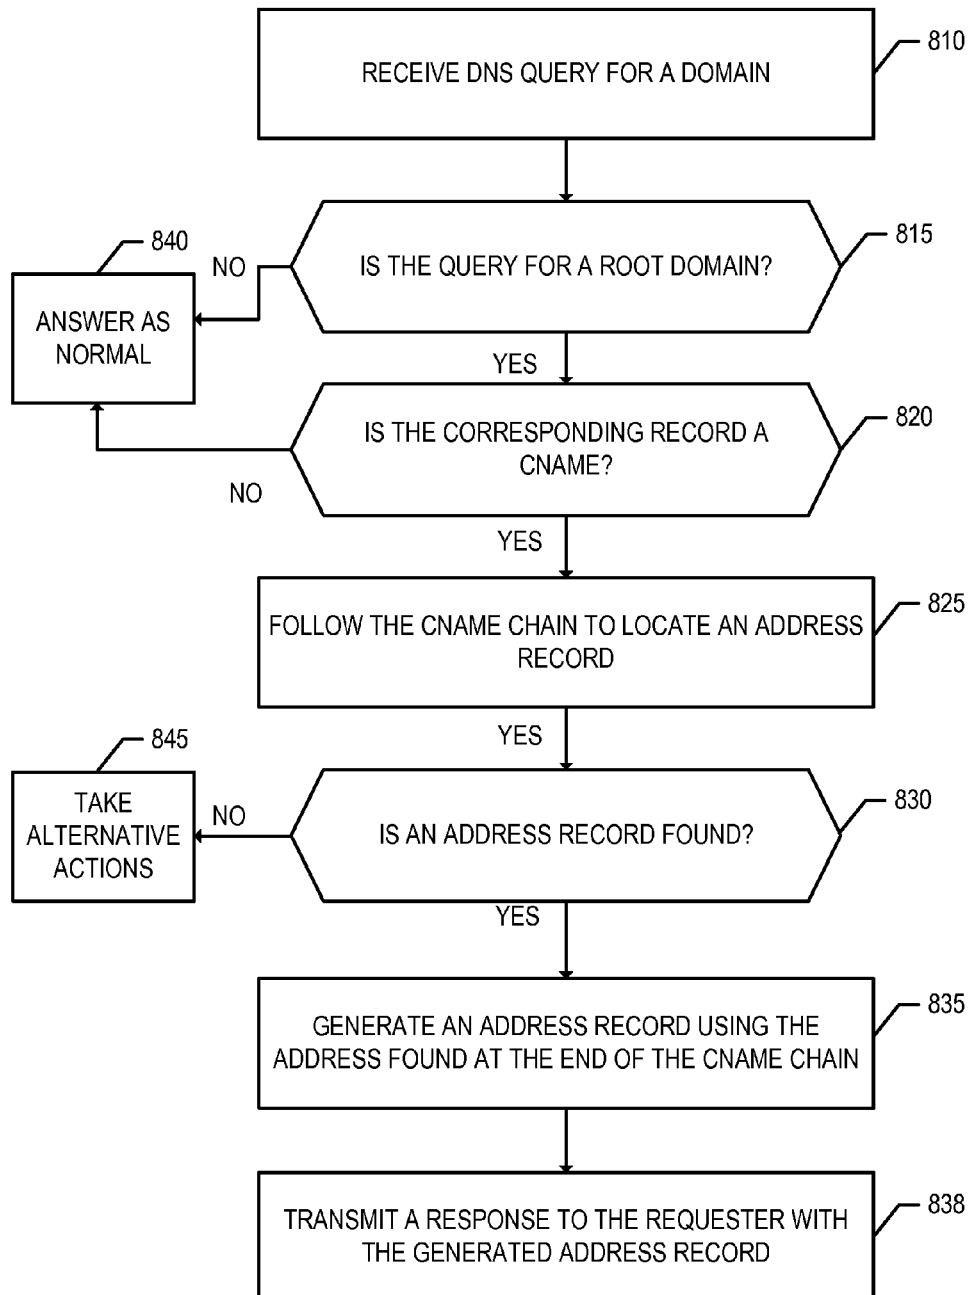 RECEIVE DNS QUERY FOR A DOMAIN
810
IS THE QUERY FOR A ROOT DOMAIN?
815
840
NO
ANSWER AS
NORMAL
YES
IS THE CORRESPONDING RECORD A
CNAME?
820
NO
YES
FOLLOW THE CNAME CHAIN TO LOCATE AN ADDRESS
RECORD
825
YES
845
TAKE
ALTERNATIVE
ACTIONS
NO
IS AN ADDRESS RECORD FOUND?
830
YES
GENERATE AN ADDRESS RECORD USING THE
ADDRESS FOUND AT THE END OF THE CNAME CHAIN
835
TRANSMIT A RESPONSE TO THE REQUESTER WITH
THE GENERATED ADDRESS RECORD
838